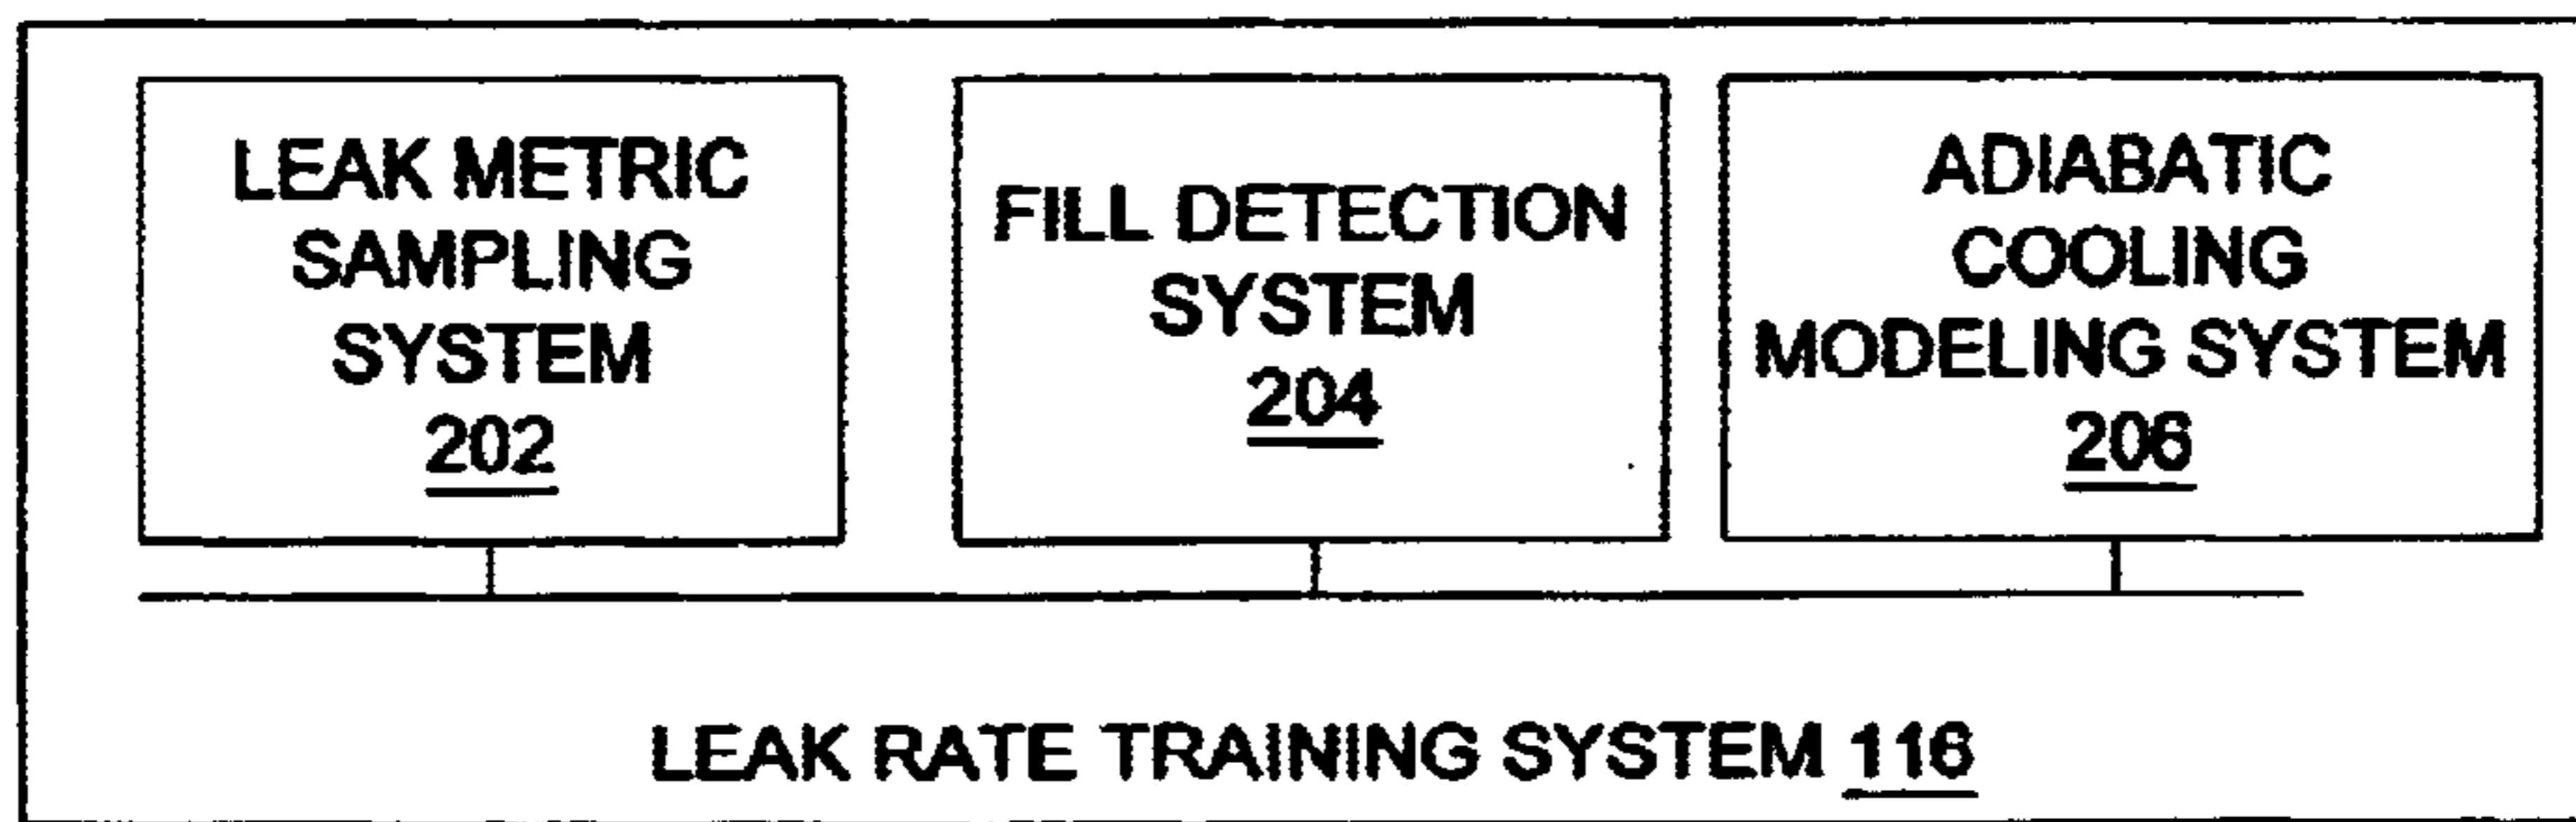 LEAK METRIC
SAMPLING
SYSTEM
202
FILL DETECTION
SYSTEM
204
ADIABATIC
COOLING
MODELING SYSTEM
206
LEAK RATE TRAINING SYSTEM 116